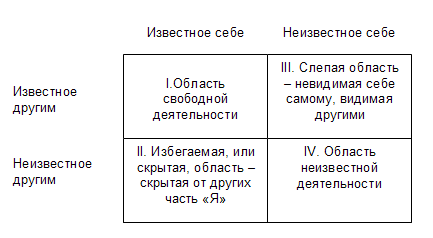 Известное себе
Неизвестное себе
Известное
другим
I.Область
свободной
деятельности
III. Слепая область
– невидимая себе
самому, видимая
другими
Неизвестное
другим
II. Избегаемая, или
скрытая, область –
скрытая от других
часть «Я»
IV. Область
неизвестной
деятельности